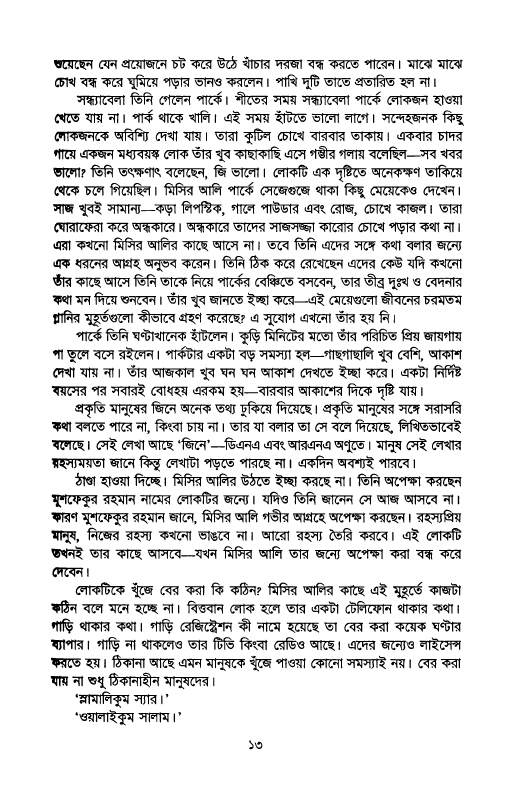 শুয়েছেন যেন প্রয়োজনে চট করে উঠে খাঁচার দরজা বন্ধ করতে পারেন। মাঝে মাঝে
চোখ বন্ধ করে ঘুমিয়ে পড়ার ভানও করলেন। পাখি দুটি তাতে প্রতারিত হল না।
সন্ধ্যাবেলা তিনি গেলেন পার্কে। শীতের সময় সন্ধ্যাবেলা পার্কে লোকজন হাওয়া
খেতে যায় না। পার্ক থাকে খালি। এই সময় হাঁটতে ভালো লাগে। সন্দেহজনক কিছু
লোকজনকে অবিশ্যি দেখা যায়। তারা কুটিল চোখে বারবার তাকায়। একবার চাদর
গায়ে একজন মধ্যবয়স্ক লোক তাঁর খুব কাছাকাছি এসে গম্ভীর গলায় বলেছিল—সব খবর
ভালো? তিনি তৎক্ষণাৎ বলেছেন, জি ভালো। লোকটি এক দৃষ্টিতে অনেকক্ষণ তাকিয়ে
থেকে চলে গিয়েছিল। মিসির আলি পার্কে সেজেগুজে থাকা কিছু মেয়েকেও দেখেন।
সাজ খুবই সামান্য—কড়া লিপস্টিক, গালে পাউডার এবং রোজ, চোখে কাজল। তারা
ঘোরাফেরা করে অন্ধকারে। অন্ধকারে তাদের সাজসজ্জা কারোর চোখে পড়ার কথা না।
এরা কখনো মিসির আলির কাছে আসে না। তবে তিনি এদের সঙ্গে কথা বলার জন্যে
এক ধরনের আগ্রহ অনুভব করেন। তিনি ঠিক করে রেখেছেন এদের কেউ যদি কখনো
তাঁর কাছে আসে তিনি তাকে নিয়ে পার্কের বেঞ্চিতে বসবেন, তার তীব্র দুঃখ ও বেদনার
কথা মন দিয়ে শুনবেন। তাঁর খুব জানতে ইচ্ছা করে—এই মেয়েগুলো জীবনের চরমতম
গ্লানির মুহূর্তগুলো কীভাবে গ্রহণ করেছে? এ সুযোগ এখনো তাঁর হয় নি।
পার্কে তিনি ঘণ্টাখানেক হাঁটলেন। কুড়ি মিনিটের মতো তাঁর পরিচিত প্রিয় জায়গায়
পা তুলে বসে রইলেন। পার্কটার একটা বড় সমস্যা হল—গাছগাছালি খুব বেশি, আকাশ
দেখা যায় না। তাঁর আজকাল খুব ঘন ঘন আকাশ দেখতে ইচ্ছা করে। একটা নির্দিষ্ট
বয়সের পর সবারই বোধহয় এরকম হয়—বারবার আকাশের দিকে দৃষ্টি যায়।
প্রকৃতি মানুষের জিনে অনেক তথ্য ঢুকিয়ে দিয়েছে। প্রকৃতি মানুষের সঙ্গে সরাসরি
কথা বলতে পারে না, কিংবা চায় না। তার যা বলার তা সে বলে দিয়েছে, লিখিতভাবেই
বলেছে। সেই লেখা আছে ‘জিনে’—ডিএনএ এবং আরএনএ অণুতে। মানুষ সেই লেখার
রহস্যময়তা জানে কিন্তু লেখাটা পড়তে পারছে না। একদিন অবশ্যই পারবে।
ঠাণ্ডা হাওয়া দিচ্ছে। মিসির আলির উঠতে ইচ্ছা করছে না। তিনি অপেক্ষা করছেন
মুশফেকুর রহমান নামের লোকটির জন্যে। যদিও তিনি জানেন সে আজ আসবে না।
কারণ মুশফেকুর রহমান জানে, মিসির আলি গভীর আগ্রহে অপেক্ষা করছেন। রহস্যপ্রিয়
মানুষ, নিজের রহস্য কখনো ভাঙবে না। আরো রহস্য তৈরি করবে। এই লোকটি
তখনই তার কাছে আসবে—যখন মিসির আলি তার জন্যে অপেক্ষা করা বন্ধ করে
দেবেন।
লোকটিকে খুঁজে বের করা কি কঠিন? মিসির আলির কাছে এই মুহূর্তে কাজটা
কঠিন বলে মনে হচ্ছে না। বিত্তবান লোক হলে তার একটা টেলিফোন থাকার কথা।
গাড়ি থাকার কথা। গাড়ি রেজিস্ট্রেশন কী নামে হয়েছে তা বের করা কয়েক ঘণ্টার
ব্যাপার। গাড়ি না থাকলেও তার টিভি কিংবা রেডিও আছে। এদের জন্যেও লাইসেন্স
করতে হয়। ঠিকানা আছে এমন মানুষকে খুঁজে পাওয়া কোনো সমস্যাই নয়। বের করা
যায় না শুধু ঠিকানাহীন মানুষদের।
‘স্লামালিকুম স্যার।’
‘ওয়ালাইকুম সালাম।’
১৩